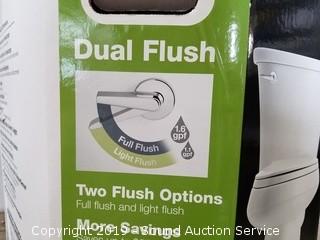 Dual Flush
1.6
gpf
1.1
gpf
Full Flush
Light Flush
Two Flush Options
Full flush and light flush
More Savings
Copyright 2019 Sound Auction Service